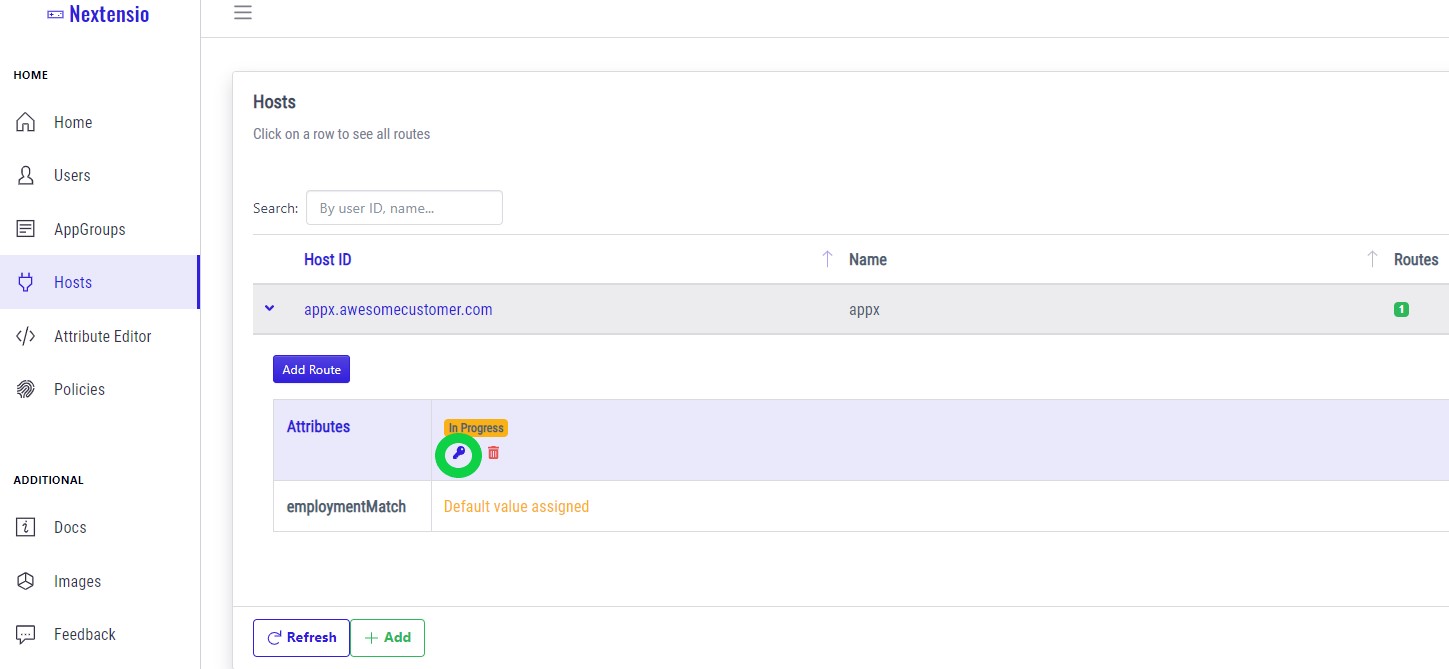 Nextensio
HOME
Home
Users
AppGroups
Hosts
Attribute Editor
Policies
ADDITIONAL
Docs
Images
Feedback
Hosts
Click on a row to see all routes
Search: By user ID, name...
Host ID Name Routes
appx.awesomecustomer.com appx 1
Add Route
Attributes In Progress
employmentMatch Default value assigned
Refresh Add